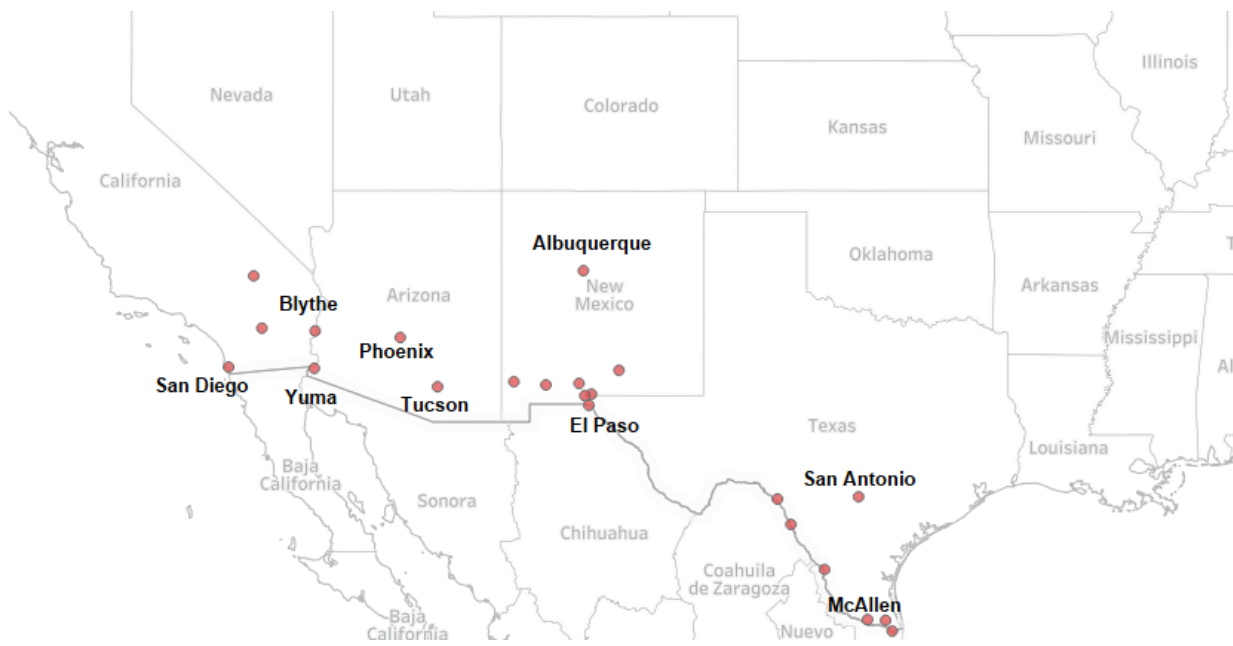 Illinois
Nevada
Utah
Colorado
Kansas
Missouri
California
Albuquerque
Oklahoma
T
New
Mexico
Arizona
Arkansas
Blythe
Mississippi
Phoenix
Al
San Diego
Yuma
Tucson
El Paso
Texas
Louisiana
Baja
California
Sonora
San Antonio
Chihuahua
Coahuila
de Zaragoza
McAllen
Baja
California
Nuevo